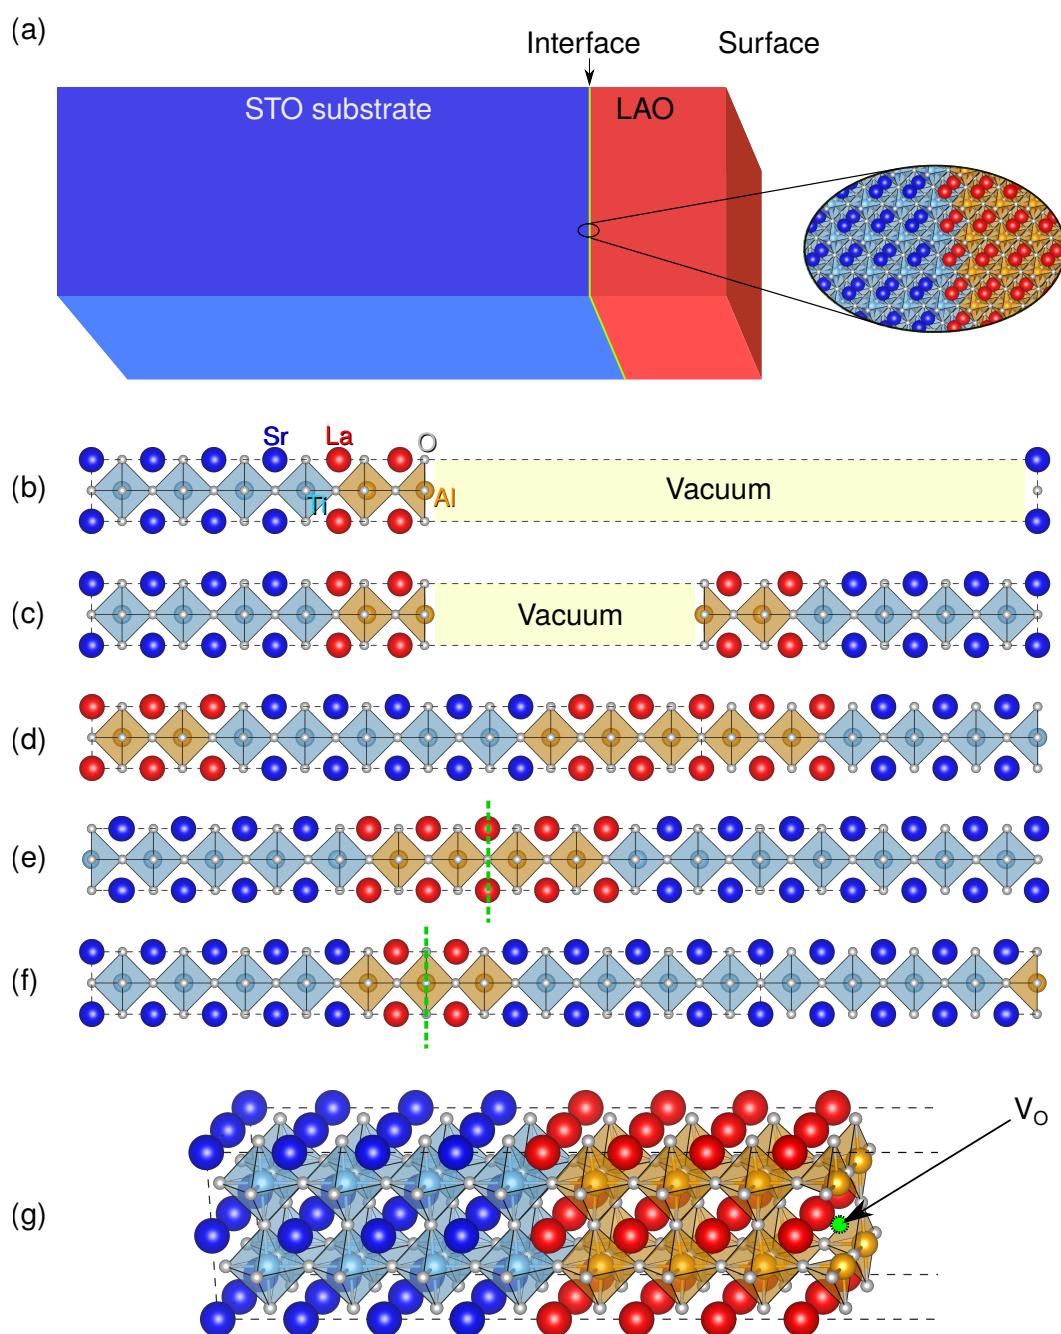 (a)
Interface
Surface
STO substrate
LAO
(b)
Sr
La
O
Ti
Al
Vacuum
(c)
Vacuum
(d)
(e)
(f)
(g)
VO